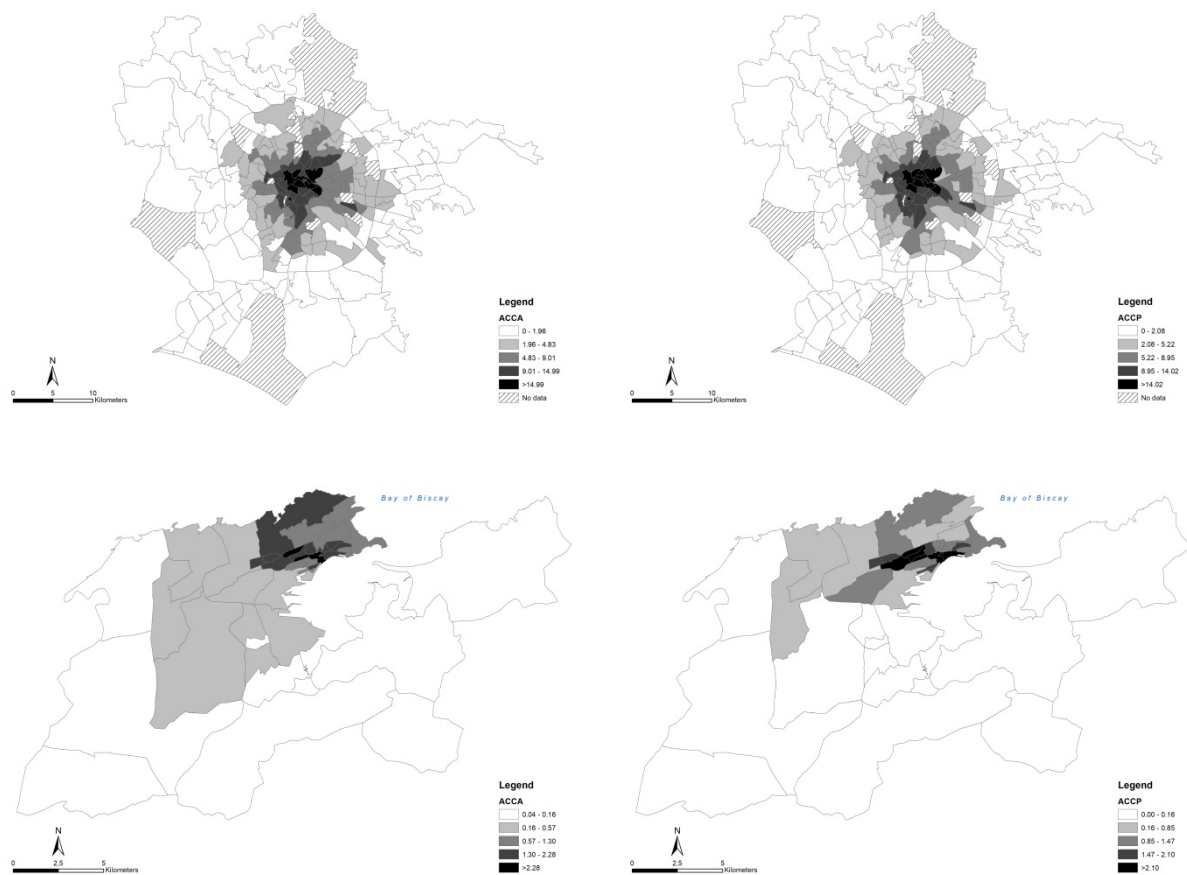 Legend
ACCA
0 - 1.96
1.96 - 4.83
4.83 - 9.01
9.01 - 14.99
>14.99
No data
N
0 5 10
Kilometers
Legend
ACCP
0 - 2.08
2.08 - 5.22
5.22 - 8.95
8.95 - 14.02
>14.02
No data
N
0 5 10
Kilometers
Bay of Biscay
Legend
ACCA
0.04 - 0.16
0.16 - 0.57
0.57 - 1.30
1.30 - 2.28
>2.28
N
0 2,5 5
Kilometers
Bay of Biscay
Legend
ACCP
0.00 - 0.16
0.16 - 0.85
0.85 - 1.47
1.47 - 2.10
>2.10
N
0 2,5 5
Kilometers